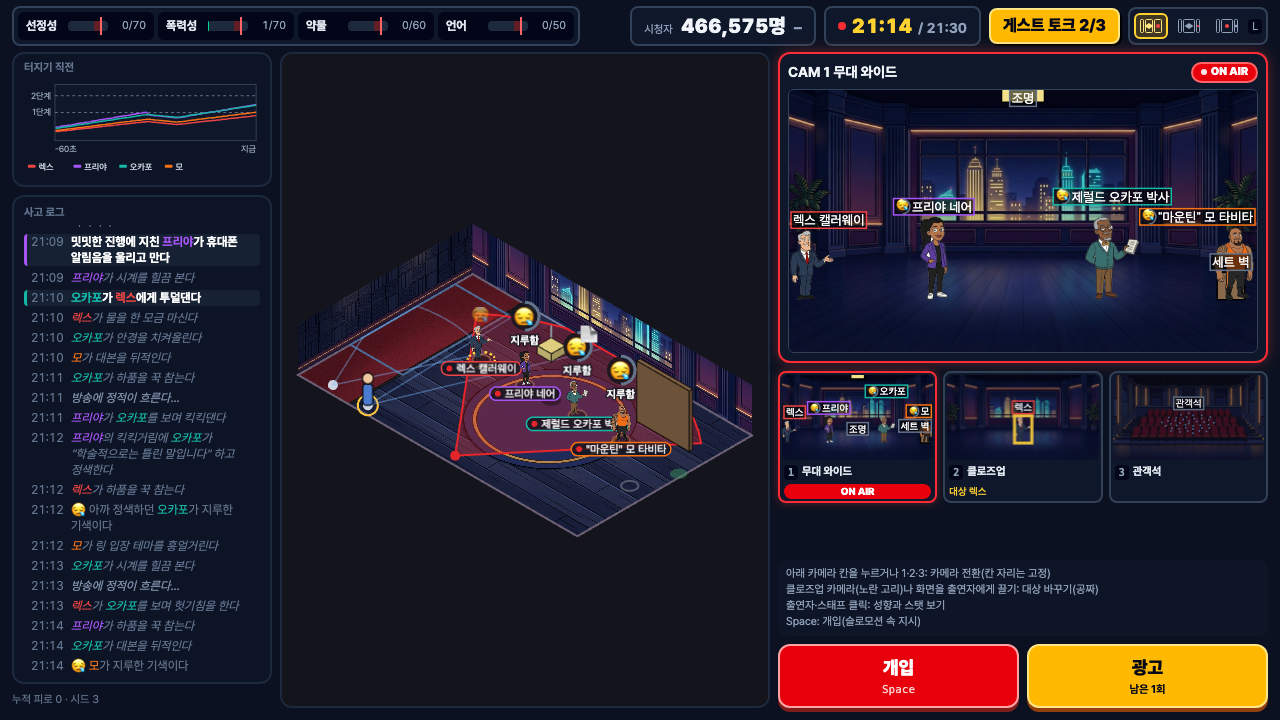 선정성 0/70
폭력성 1/70
약물 0/60
언어 0/50
시청자 466,575명 –
21:14 / 21:30
게스트 토크 2/3
L
터지기 직전
2단계
1단계
-60초 지금
렉스 프리야 오카포 모
사고 로그
21:09 밋밋한 진행에 지친 프리야가 휴대폰
알림음을 울리고 만다
21:09 프리야가 시계를 힐끔 본다
21:10 오카포가 렉스에게 투덜댄다
21:10 렉스가 물을 한 모금 마신다
21:10 오카포가 안경을 치켜올린다
21:10 모가 대본을 뒤적인다
21:11 오카포가 하품을 꾹 참는다
21:11 방송에 정적이 흐른다...
21:11 프리야가 오카포를 보며 킥킥댄다
21:12 프리야의 킥킥거림에 오카포가
"학술적으로는 틀린 말입니다" 하고
정색한다
21:12 렉스가 하품을 꾹 참는다
21:12 아까 정색하던 오카포가 지루한
기색이다
21:12 모가 링 입장 테마를 흥얼거린다
21:13 오카포가 시계를 힐끔 본다
21:13 방송에 정적이 흐른다...
21:13 렉스가 오카포를 보며 헛기침을 한다
21:14 프리야가 하품을 꾹 참는다
21:14 오카포가 대본을 뒤적인다
21:14 모가 지루한 기색이다
누적 피로 0 · 시드 3
지루함
지루함
지루함
렉스 캘러웨이
프리야 네어
제럴드 오카포 박
"마운틴" 모 타비타
CAM 1 무대 와이드
ON AIR
조명
렉스 캘러웨이
프리야 네어
제럴드 오카포 박사
"마운틴" 모 타비타
세트 벽
렉스
프리야
오카포
모
조명
세트 벽
1 무대 와이드
ON AIR
렉스
2 클로즈업
대상 렉스
관객석
3 관객석
아래 카메라 칸을 누르거나 1·2·3: 카메라 전환(칸 자리는 고정)
클로즈업 카메라(노란 고리)나 화면을 출연자에게 끌기: 대상 바꾸기(공짜)
출연자·스태프 클릭: 성향과 스탯 보기
Space: 개입(슬로모션 속 지시)
개입
Space
광고
남은 1회